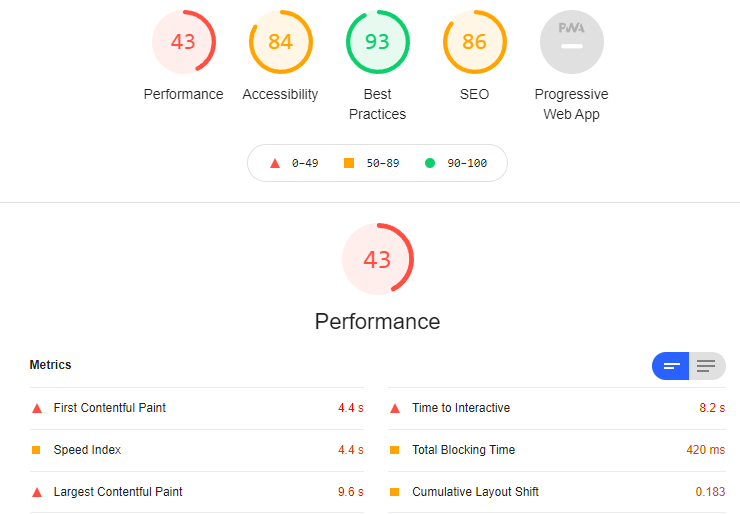 43 84 93 86 PWA
Performance Accessibility Best Practices SEO Progressive Web App
0–49 50–89 90–100
43
Performance
Metrics
First Contentful Paint 4.4 s
Time to Interactive 8.2 s
Speed Index 4.4 s
Total Blocking Time 420 ms
Largest Contentful Paint 9.6 s
Cumulative Layout Shift 0.183